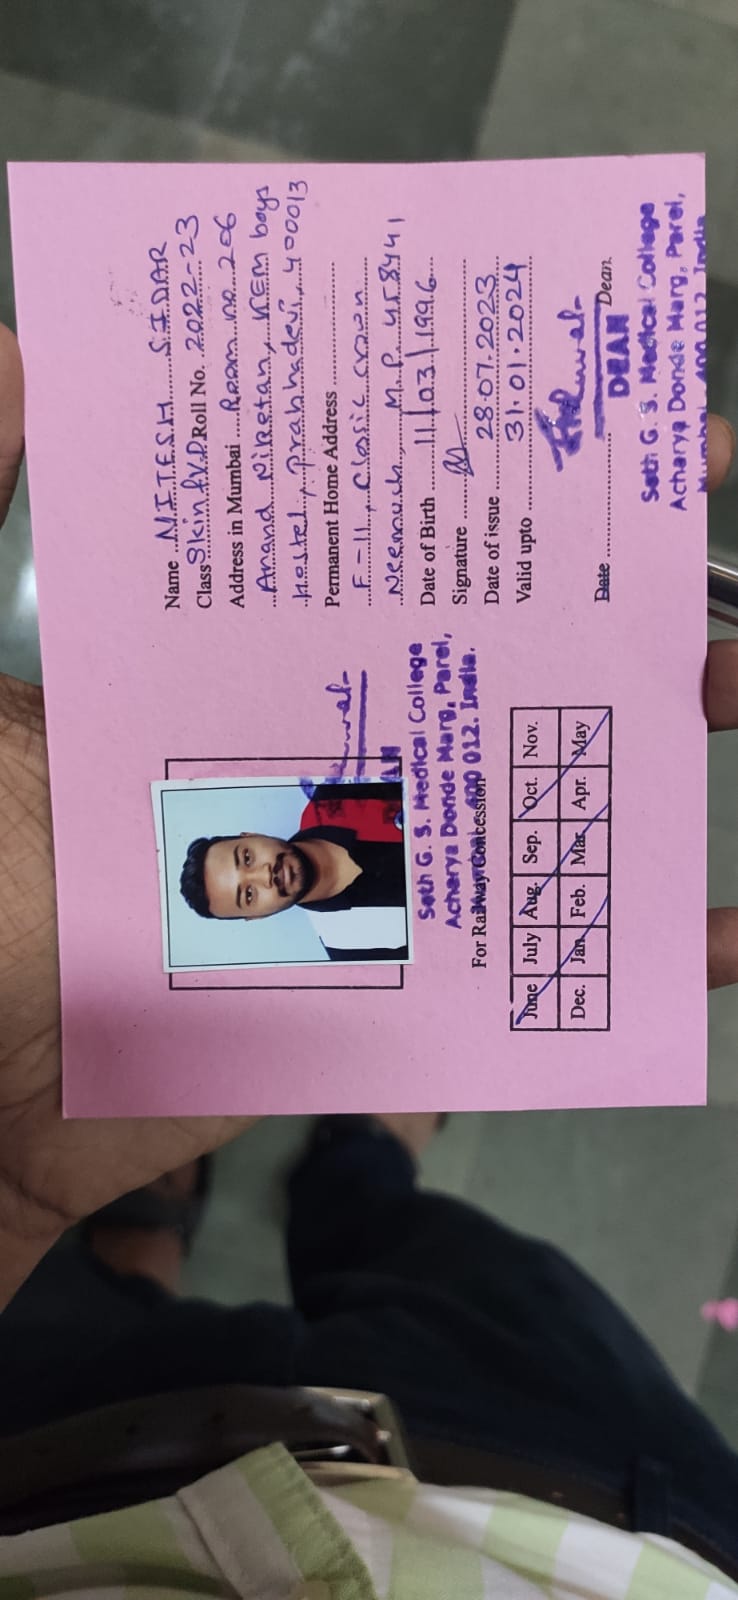 Name NITESH SIDAR
Class Skin & V.D Roll No. 2022-23
Address in Mumbai Room no 206
Anand Niketan, KEM boys
hostel, prabhadevi, 400013
Permanent Home Address
F-11, Classic crown
Neemuch, M.P. 458441
Date of Birth 11/03/1996
Signature
Date of issue 28.07.2023
Valid upto 31.01.2024
Date Dean.
DEAN
Seth G. S. Medical College
Acharya Donde Marg, Parel,
Mumbai 400 012. India
Seth G. S. Medical College
Acharya Donde Marg, Parel,
400 012. India.
For Railway Concession
June July Aug. Sep. Oct. Nov.
Dec. Jan. Feb. Mar. Apr. May